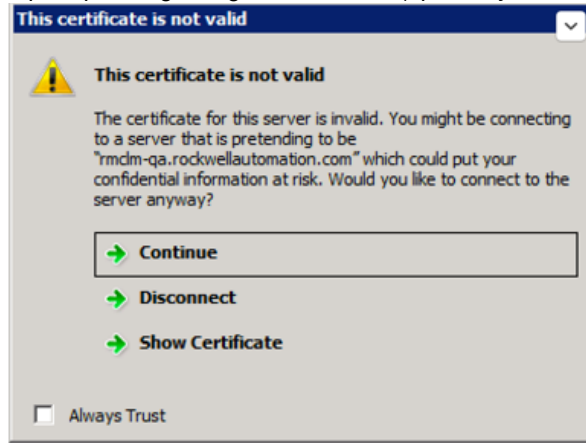 This certificate is not valid
This certificate is not valid
The certificate for this server is invalid. You might be connecting
to a server that is pretending to be
"rmdm-qa.rockwellautomation.com" which could put your
confidential information at risk. Would you like to connect to the
server anyway?
Continue
Disconnect
Show Certificate
Always Trust